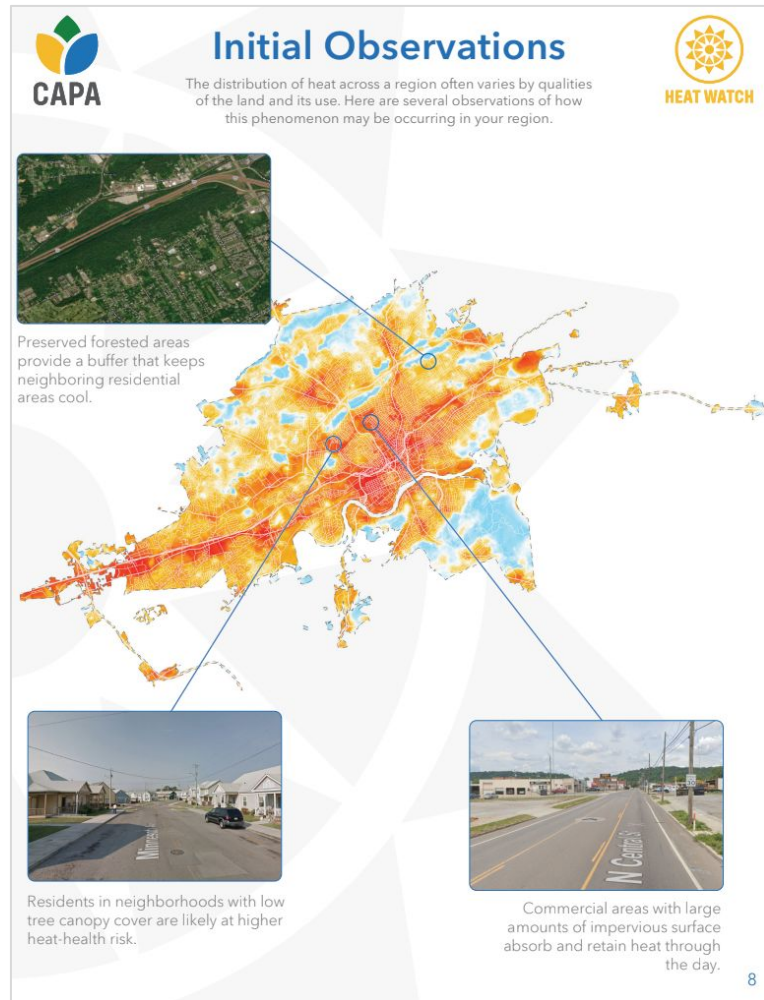 CAPA
Initial Observations
The distribution of heat across a region often varies by qualities
of the land and its use. Here are several observations of how
this phenomenon may be occurring in your region.
HEAT WATCH
Preserved forested areas
provide a buffer that keeps
neighboring residential
areas cool.
Residents in neighborhoods with low
tree canopy cover are likely at higher
heat-health risk.
N Central St
Commercial areas with large
amounts of impervious surface
absorb and retain heat through
the day.
8